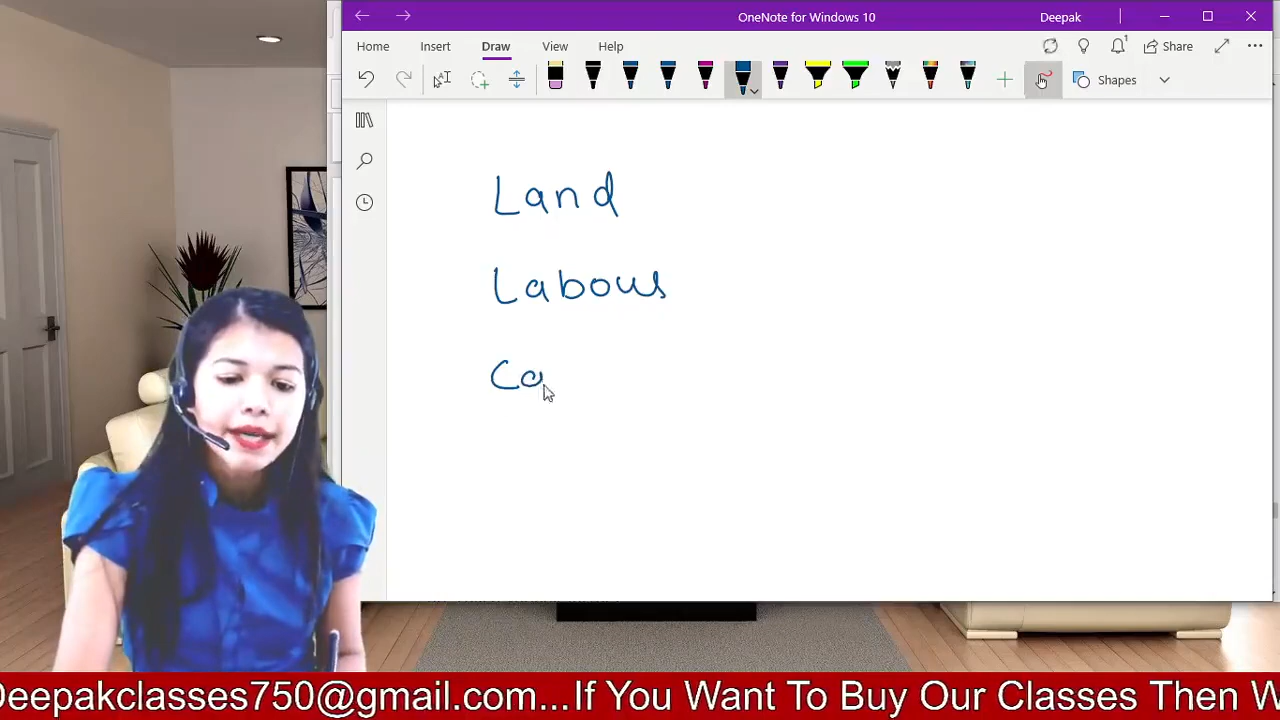 OneNote for Windows 10
Deepak
Home Insert Draw View Help
Share
Shapes
Land
Labour
Ca
Deepakclasses750@gmail.com...If You Want To Buy Our Classes Then W